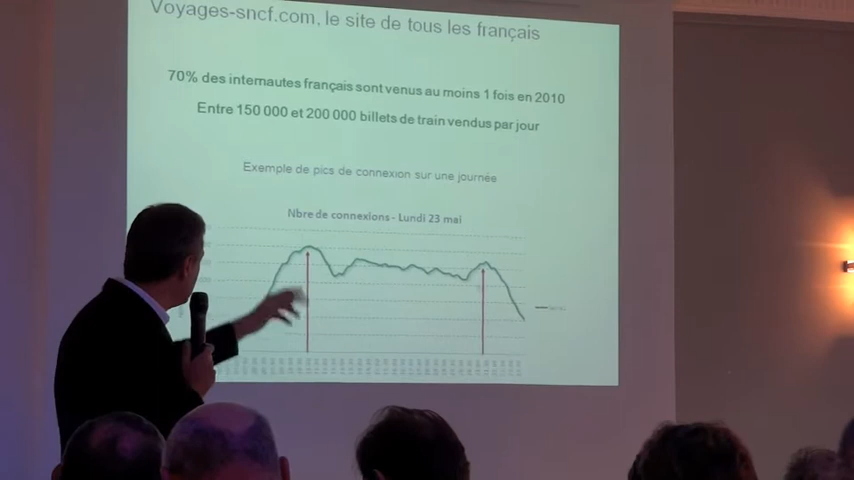 Voyages-sncf.com, le site de tous les français
70% des internautes français sont venus au moins 1 fois en 2010
Entre 150 000 et 200 000 billets de train vendus par jour
Exemple de pics de connexion sur une journée
Nbre de connexions - Lundi 23 mai